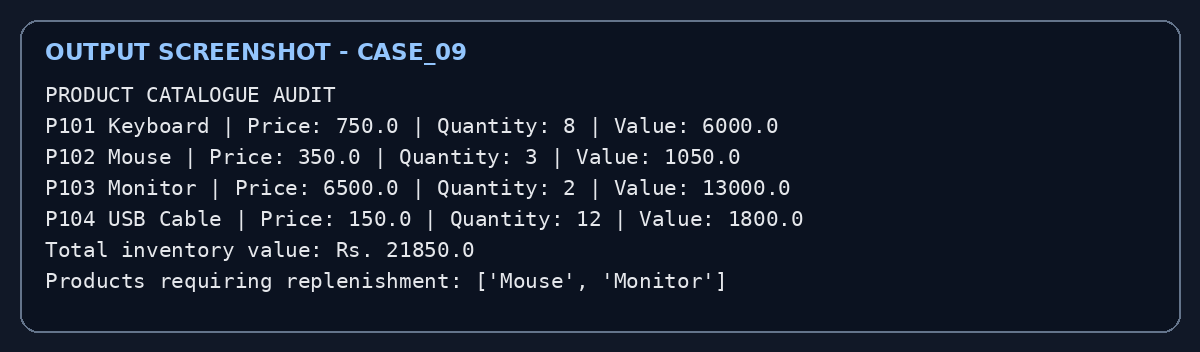 OUTPUT SCREENSHOT - CASE_09
PRODUCT CATALOGUE AUDIT
P101 Keyboard | Price: 750.0 | Quantity: 8 | Value: 6000.0
P102 Mouse | Price: 350.0 | Quantity: 3 | Value: 1050.0
P103 Monitor | Price: 6500.0 | Quantity: 2 | Value: 13000.0
P104 USB Cable | Price: 150.0 | Quantity: 12 | Value: 1800.0
Total inventory value: Rs. 21850.0
Products requiring replenishment: ['Mouse', 'Monitor']